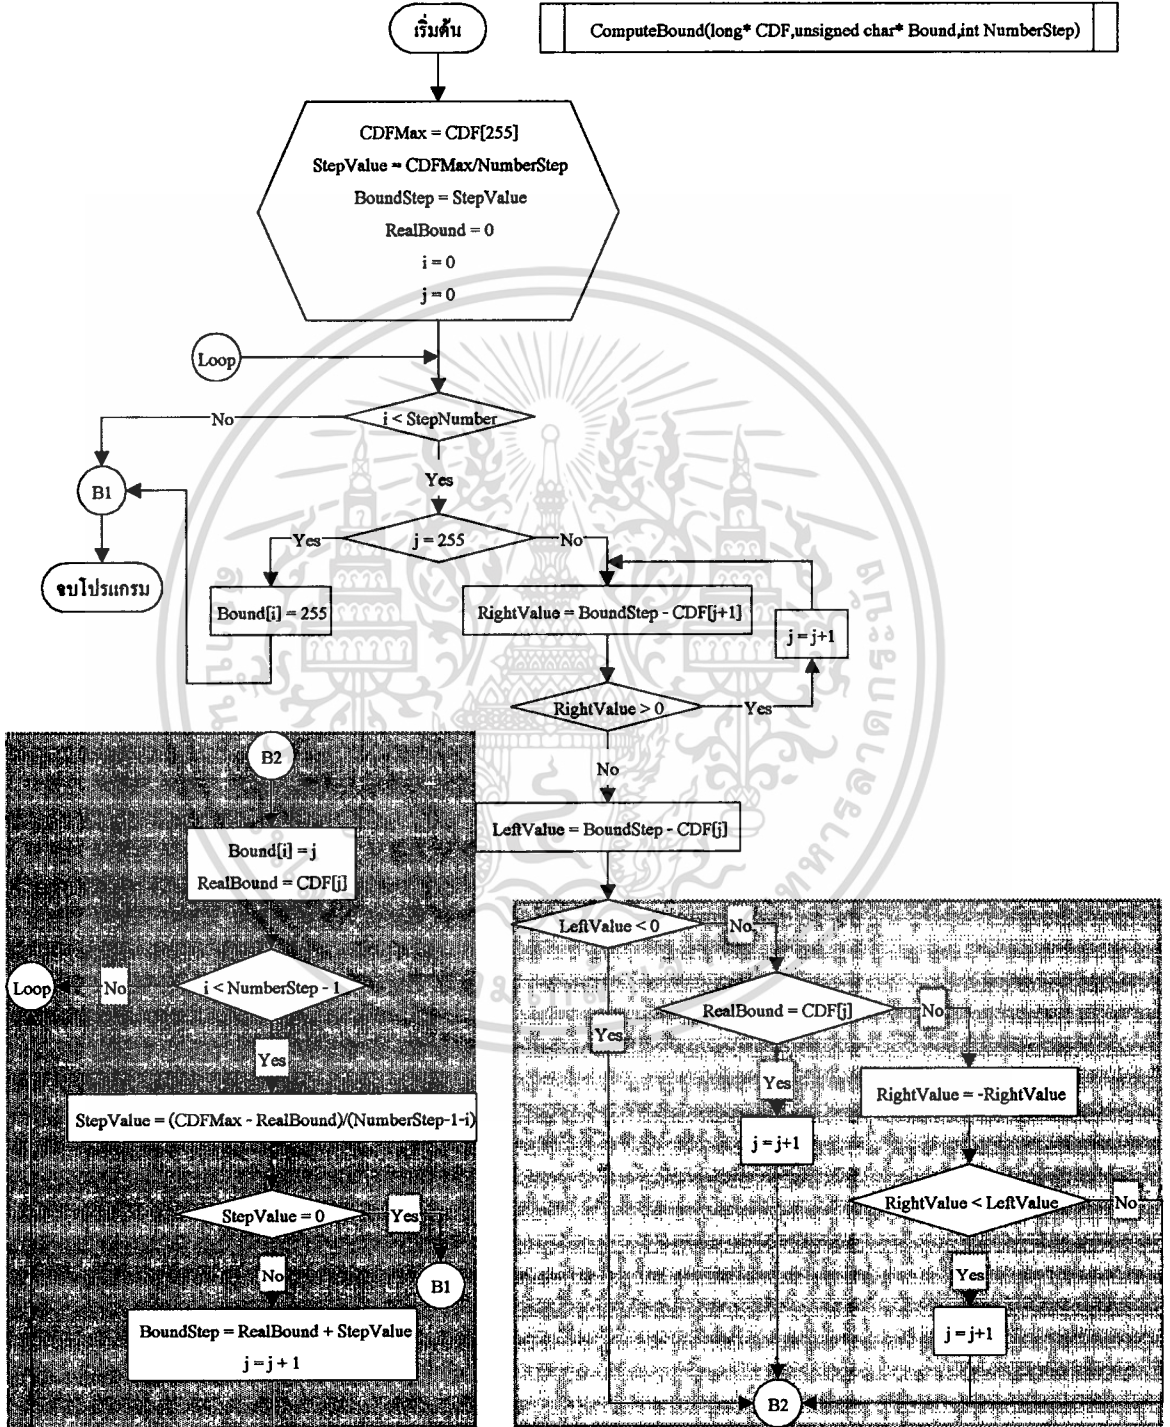 เริ่มต้น
ComputeBound(long* CDF,unsigned char* Bound,int NumberStep)
CDFMax = CDF[255]
StepValue = CDFMax/NumberStep
BoundStep = StepValue
RealBound = 0
i = 0
j = 0
Loop
i < StepNumber
No
Yes
B1
จบโปรแกรม
j = 255
Yes
No
Bound[i] = 255
RightValue = BoundStep - CDF[j+1]
j = j+1
RightValue > 0
Yes
No
LeftValue = BoundStep - CDF[j]
LeftValue < 0
No
Yes
RealBound = CDF[j]
No
Yes
j = j+1
RightValue = -RightValue
RightValue < LeftValue
No
Yes
j = j+1
B2
B2
Bound[i] = j
RealBound = CDF[j]
i < NumberStep - 1
No
Loop
Yes
StepValue = (CDFMax - RealBound)/(NumberStep-1-i)
StepValue = 0
Yes
B1
No
BoundStep = RealBound + StepValue
j = j + 1